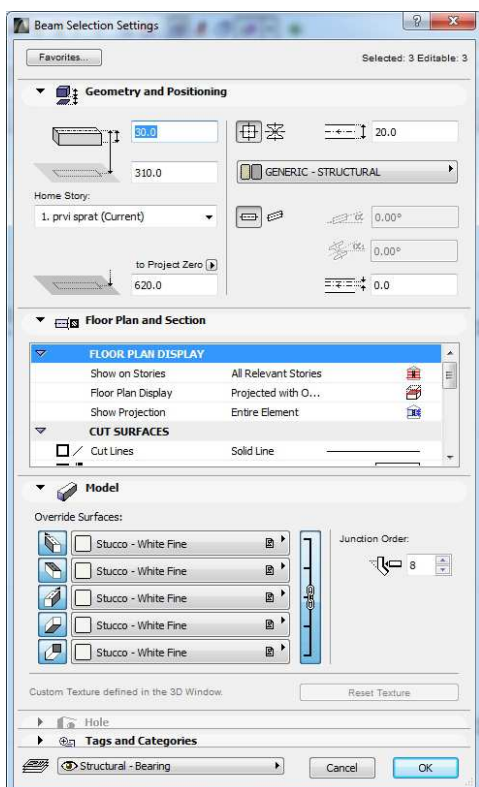 Beam Selection Settings
Favorites...
Selected: 3 Editable: 3
Geometry and Positioning
30.0
20.0
310.0
GENERIC - STRUCTURAL
Home Story:
1. prvi sprat (Current)
α 0.00°
α1 0.00°
to Project Zero
620.0
0.0
Floor Plan and Section
FLOOR PLAN DISPLAY
Show on Stories All Relevant Stories
Floor Plan Display Projected with O...
Show Projection Entire Element
CUT SURFACES
Cut Lines Solid Line
Model
Override Surfaces:
Junction Order:
Stucco - White Fine
8
Stucco - White Fine
Stucco - White Fine
Stucco - White Fine
Stucco - White Fine
Custom Texture defined in the 3D Window.
Reset Texture
Hole
Tags and Categories
Structural - Bearing
Cancel
OK